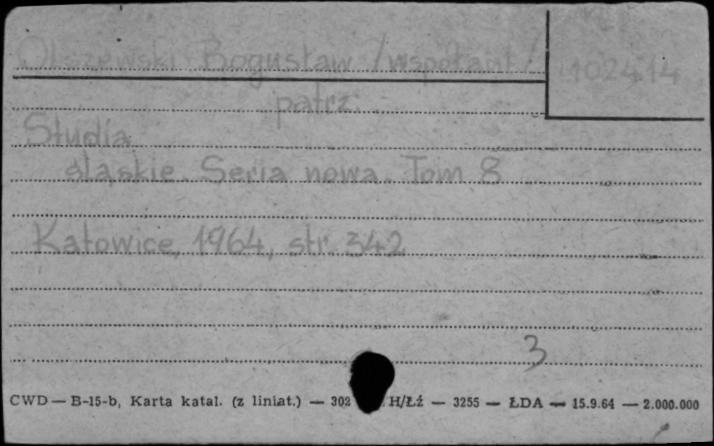 Olszewski Bogusław /współaut/ 102414
patrz:
Studia
śląskie. Seria nowa. Tom 8
Katowice, 1964, str. 342
3
CWD — B-15-b, Karta katal. (z liniat.) — 302 H/Łź — 3255 — ŁDA — 15.9.64 — 2.000.000